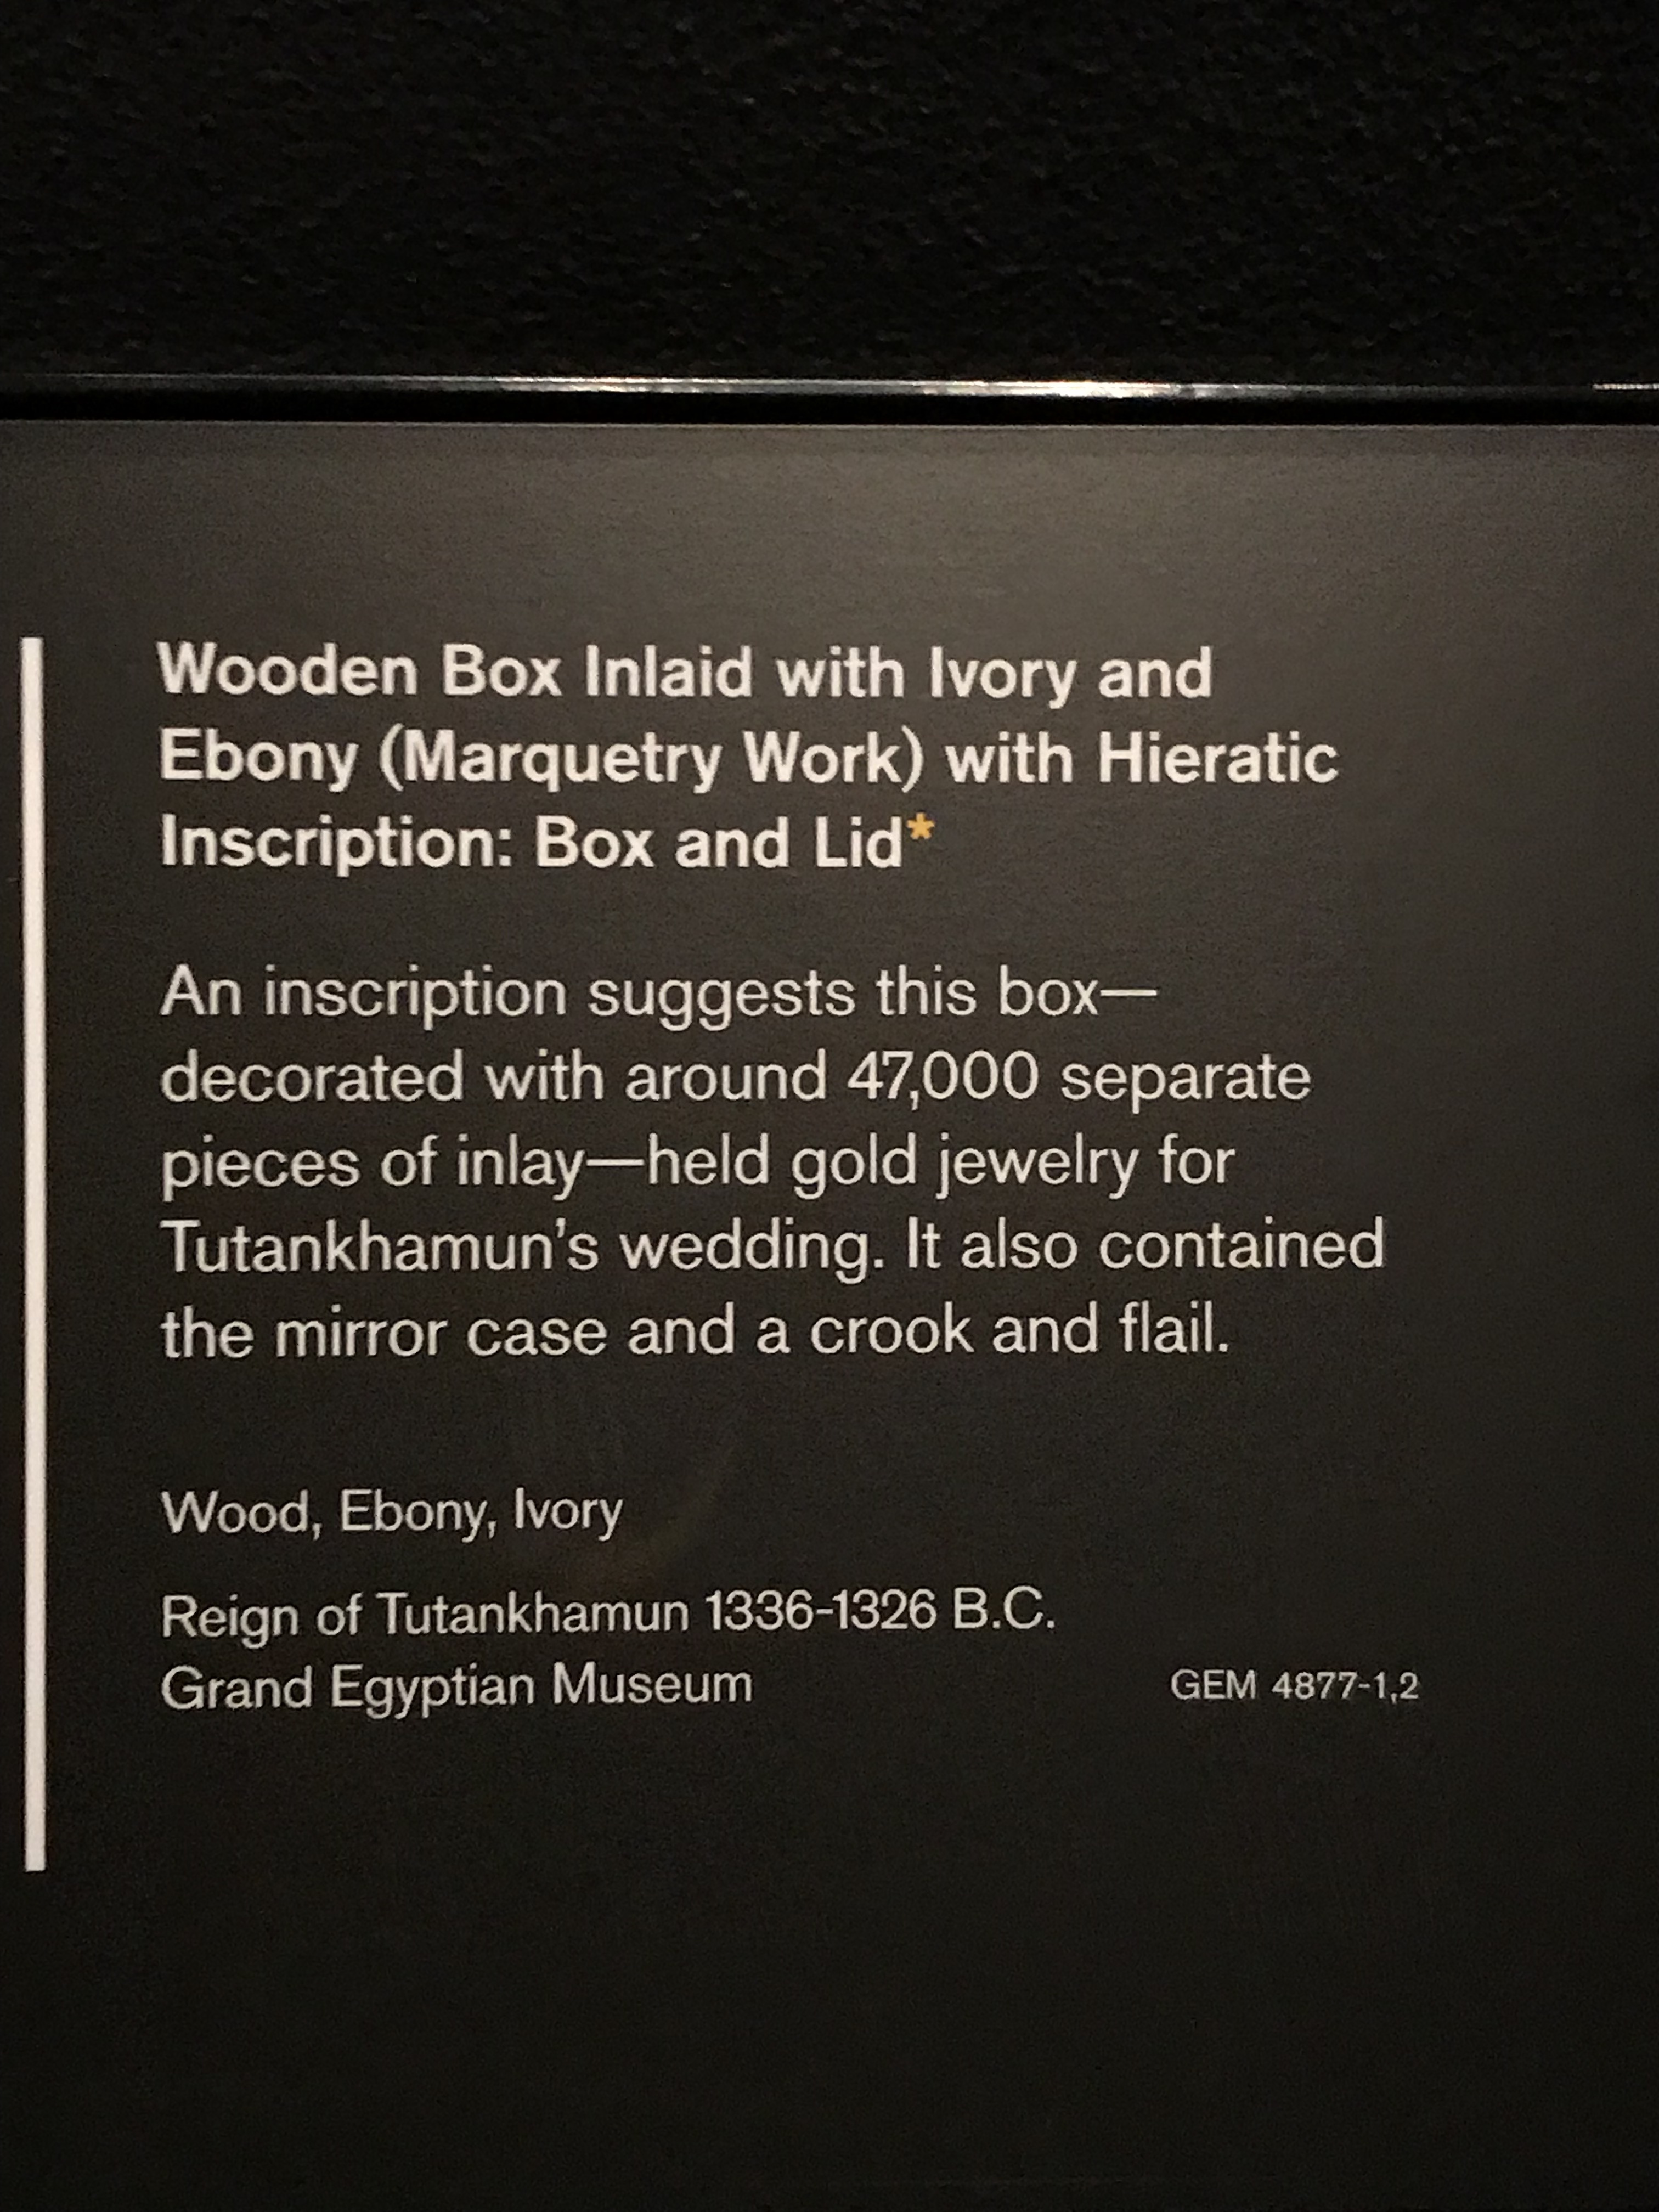 Wooden Box Inlaid with Ivory and
Ebony (Marquetry Work) with Hieratic
Inscription: Box and Lid*
An inscription suggests this box—
decorated with around 47,000 separate
pieces of inlay—held gold jewelry for
Tutankhamun’s wedding. It also contained
the mirror case and a crook and flail.
Wood, Ebony, Ivory
Reign of Tutankhamun 1336-1326 B.C.
Grand Egyptian Museum GEM 4877-1,2